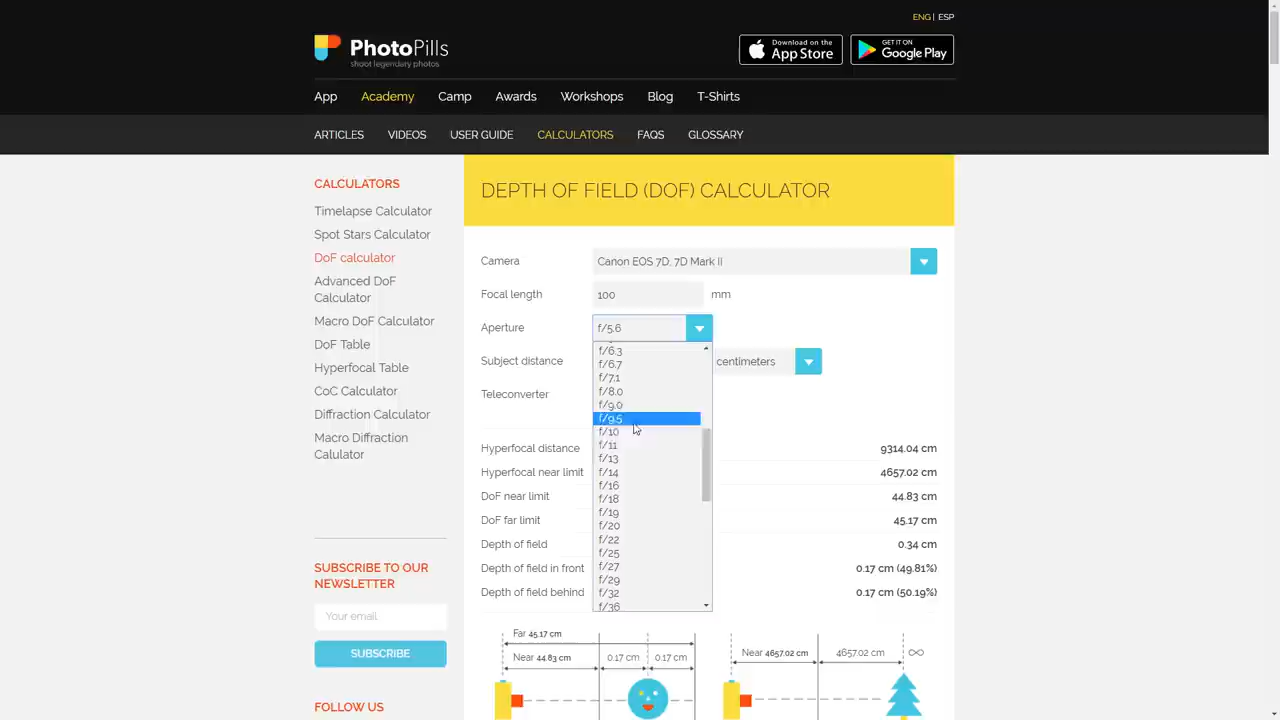 ENG | ESP
PhotoPills
shoot legendary photos
Download on the App Store
GET IT ON Google Play
App Academy Camp Awards Workshops Blog T-Shirts
ARTICLES VIDEOS USER GUIDE CALCULATORS FAQS GLOSSARY
CALCULATORS
Timelapse Calculator
Spot Stars Calculator
DoF calculator
Advanced DoF
Calculator
Macro DoF Calculator
DoF Table
Hyperfocal Table
CoC Calculator
Diffraction Calculator
Macro Diffraction
Calulator
SUBSCRIBE TO OUR
NEWSLETTER
Your email
SUBSCRIBE
FOLLOW US
DEPTH OF FIELD (DOF) CALCULATOR
Camera Canon EOS 7D, 7D Mark II
Focal length 100 mm
Aperture f/5.6
Subject distance centimeters
Teleconverter
f/6.3
f/6.7
f/7.1
f/8.0
f/9.0
f/9.5
f/10
f/11
f/13
f/14
f/16
f/18
f/19
f/20
f/22
f/25
f/27
f/29
f/32
f/36
Hyperfocal distance 9314.04 cm
Hyperfocal near limit 4657.02 cm
DoF near limit 44.83 cm
DoF far limit 45.17 cm
Depth of field 0.34 cm
Depth of field in front 0.17 cm (49.81%)
Depth of field behind 0.17 cm (50.19%)
Far 45.17 cm
Near 44.83 cm 0.17 cm 0.17 cm
Near 4657.02 cm 4657.02 cm ∞